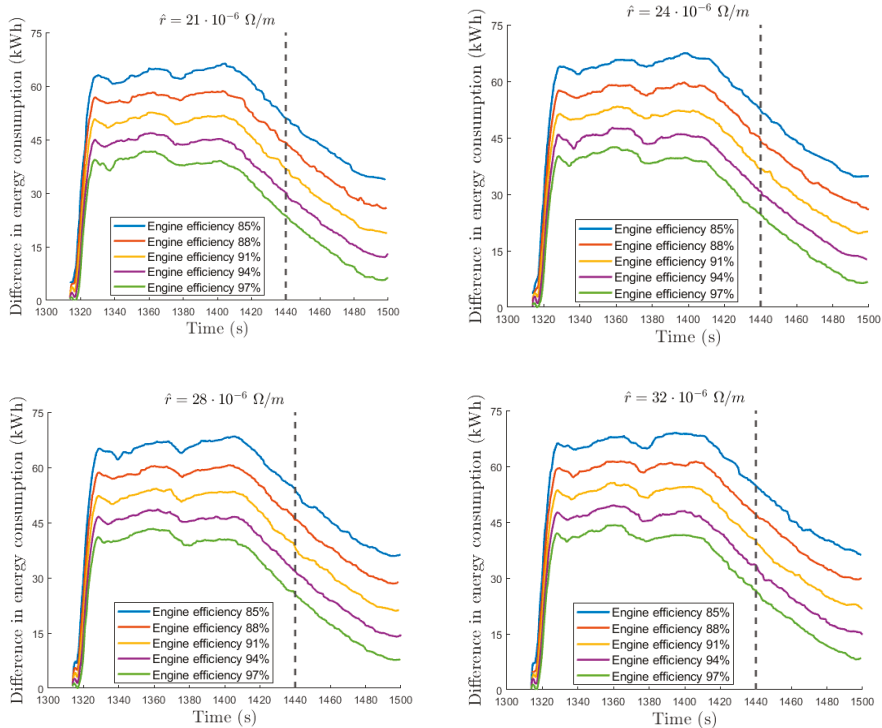 r̂ = 21 · 10⁻⁶ Ω/m
Difference in energy consumption (kWh)
75
60
45
30
15
0
Engine efficiency 85%
Engine efficiency 88%
Engine efficiency 91%
Engine efficiency 94%
Engine efficiency 97%
1300 1320 1340 1360 1380 1400 1420 1440 1460 1480 1500
Time (s)
r̂ = 24 · 10⁻⁶ Ω/m
Difference in energy consumption (kWh)
75
60
45
30
15
0
Engine efficiency 85%
Engine efficiency 88%
Engine efficiency 91%
Engine efficiency 94%
Engine efficiency 97%
1300 1320 1340 1360 1380 1400 1420 1440 1460 1480 1500
Time (s)
r̂ = 28 · 10⁻⁶ Ω/m
Difference in energy consumption (kWh)
75
60
45
30
15
0
Engine efficiency 85%
Engine efficiency 88%
Engine efficiency 91%
Engine efficiency 94%
Engine efficiency 97%
1300 1320 1340 1360 1380 1400 1420 1440 1460 1480 1500
Time (s)
r̂ = 32 · 10⁻⁶ Ω/m
Difference in energy consumption (kWh)
75
60
45
30
15
0
Engine efficiency 85%
Engine efficiency 88%
Engine efficiency 91%
Engine efficiency 94%
Engine efficiency 97%
1300 1320 1340 1360 1380 1400 1420 1440 1460 1480 1500
Time (s)